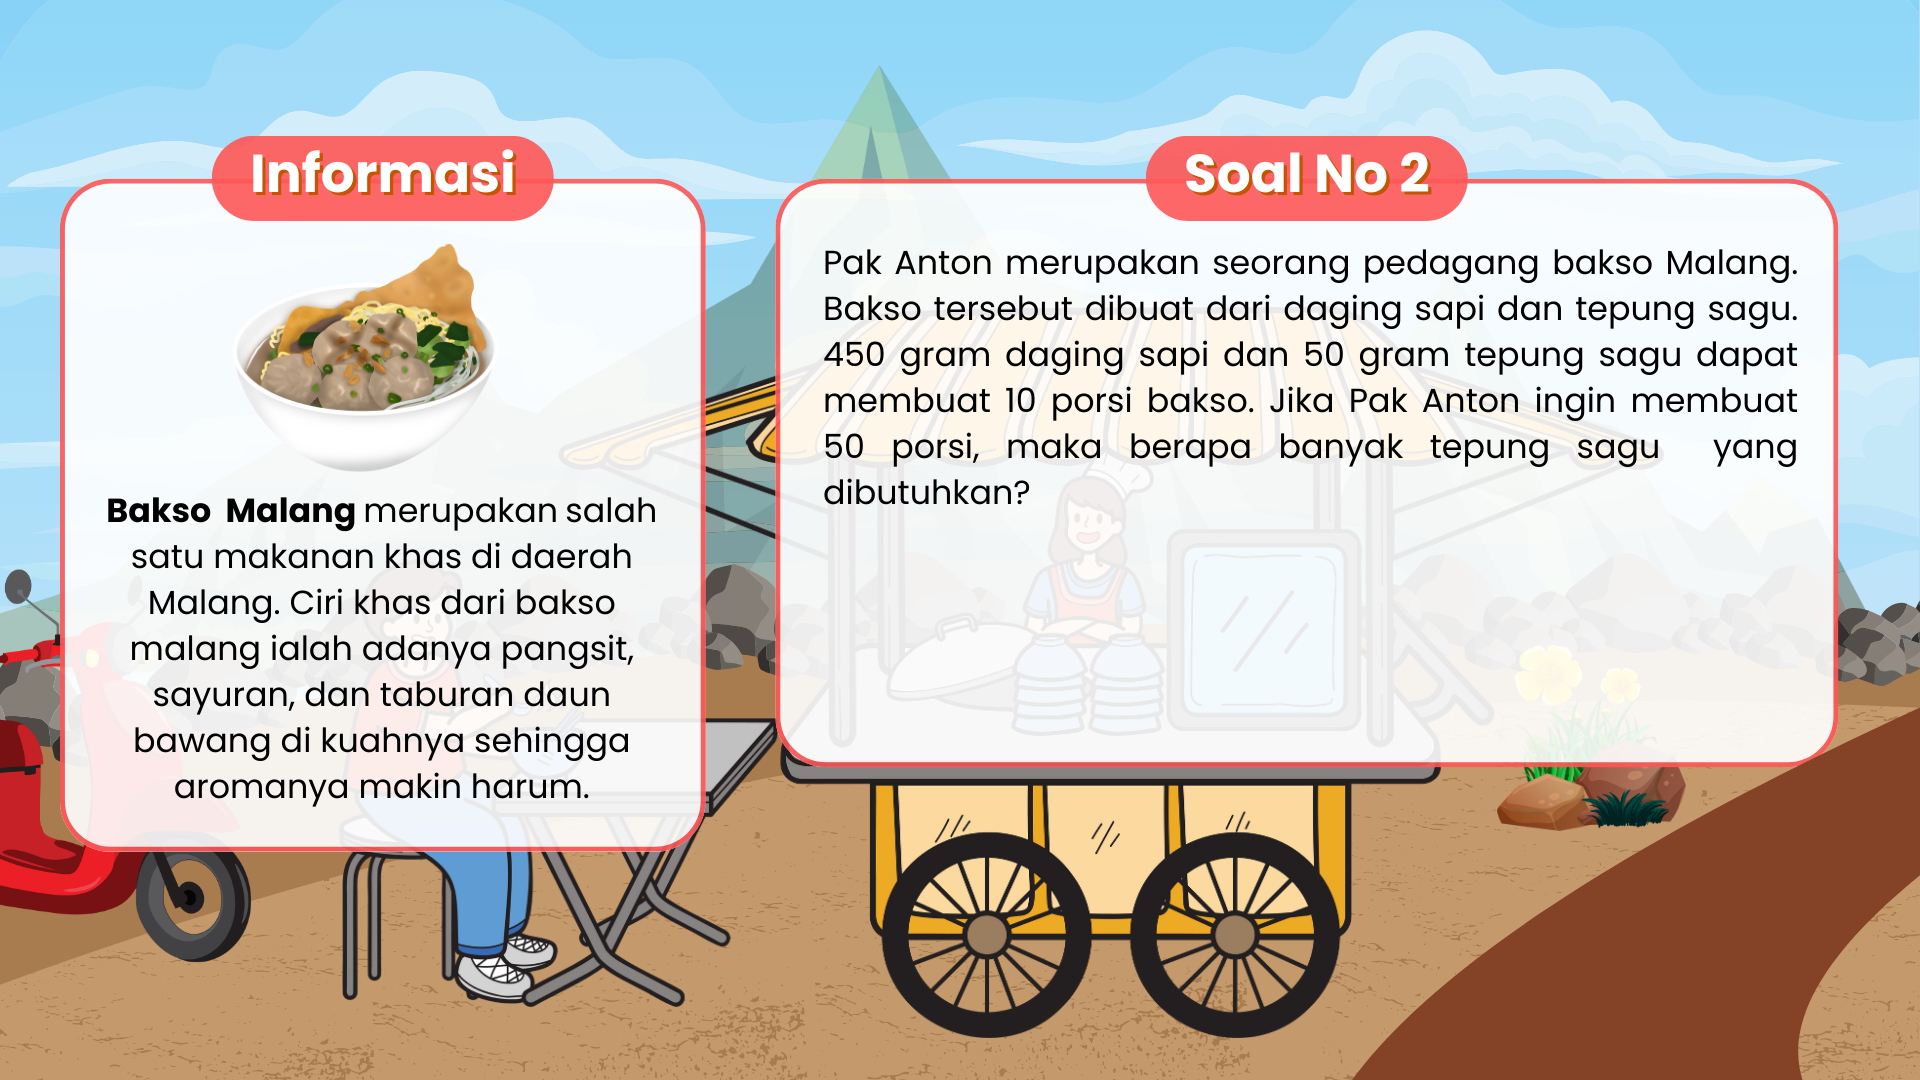 Informasi
Bakso Malang merupakan salah
satu makanan khas di daerah
Malang. Ciri khas dari bakso
malang ialah adanya pangsit,
sayuran, dan taburan daun
bawang di kuahnya sehingga
aromanya makin harum.
Soal No 2
Pak Anton merupakan seorang pedagang bakso Malang.
Bakso tersebut dibuat dari daging sapi dan tepung sagu.
450 gram daging sapi dan 50 gram tepung sagu dapat
membuat 10 porsi bakso. Jika Pak Anton ingin membuat
50 porsi, maka berapa banyak tepung sagu yang
dibutuhkan?